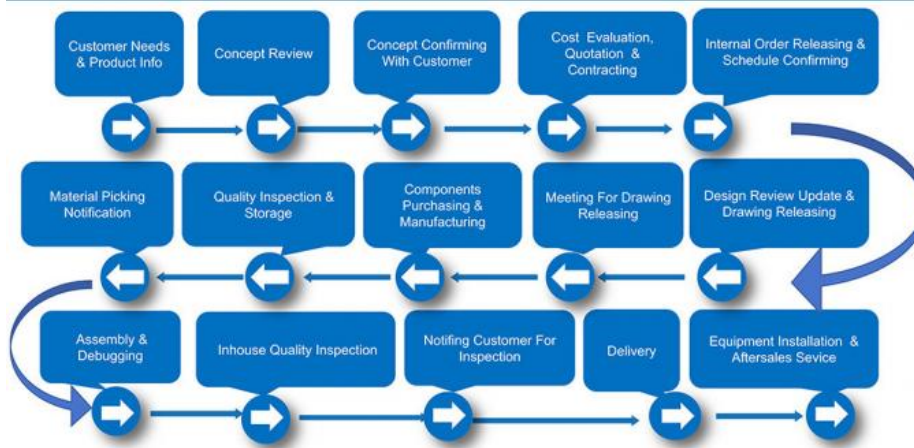 Customer Needs
& Product Info
Concept Review
Concept Confirming
With Customer
Cost Evaluation,
Quotation &
Contracting
Internal Order Releasing &
Schedule Confirming
Design Review Update &
Drawing Releasing
Meeting For Drawing
Releasing
Components
Purchasing &
Manufacturing
Quality Inspection &
Storage
Material Picking
Notification
Assembly &
Debugging
Inhouse Quality Inspection
Notifing Customer For
Inspection
Delivery
Equipment Installation &
Aftersales Sevice